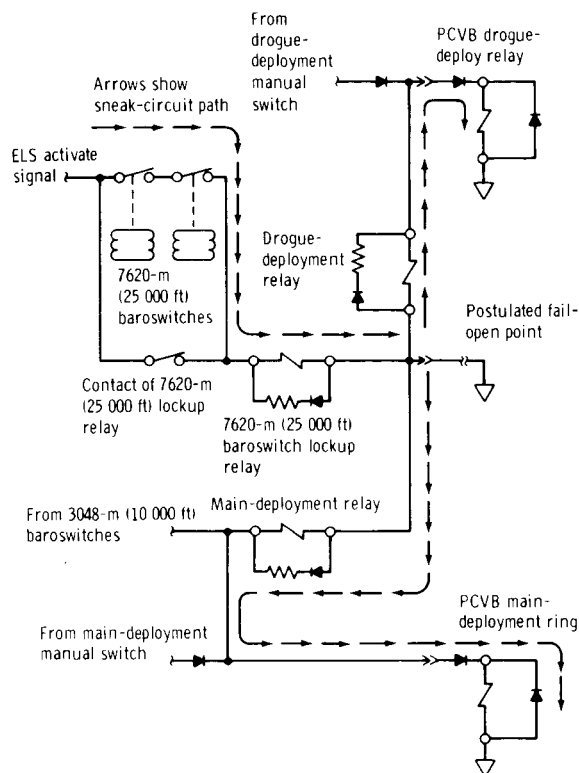 From
drogue-
deployment
manual
switch
PCVB drogue-
deploy relay
Arrows show
sneak-circuit path
ELS activate
signal
7620-m
(25 000 ft)
baroswitches
Drogue-
deployment
relay
Postulated fail-
open point
Contact of 7620-m
(25 000 ft) lockup
relay
7620-m (25 000 ft)
baroswitch lockup
relay
From 3048-m (10 000 ft)
baroswitches
Main-deployment relay
From main-deployment
manual switch
PCVB main-
deployment ring